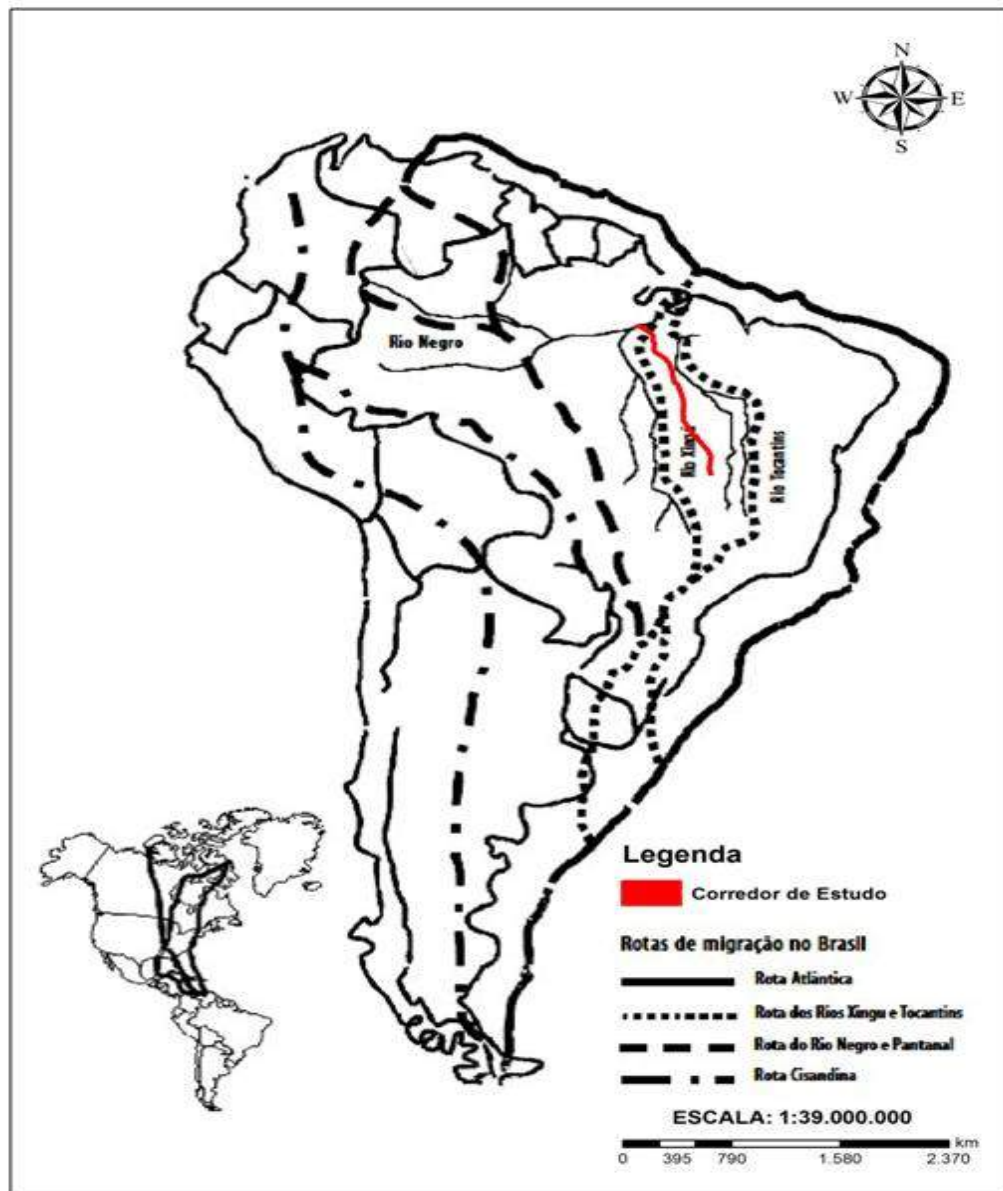 N
W E
S
Rio Negro
Rio Xingú
Rio Tocantins
Legenda
Corredor de Estudo
Rotas de migração no Brasil
Rota Atlântica
Rota dos Rios Xingu e Tocantins
Rota do Rio Negro e Pantanal
Rota Cisandina
ESCALA: 1:39.000.000
km
0 395 790 1.580 2.370